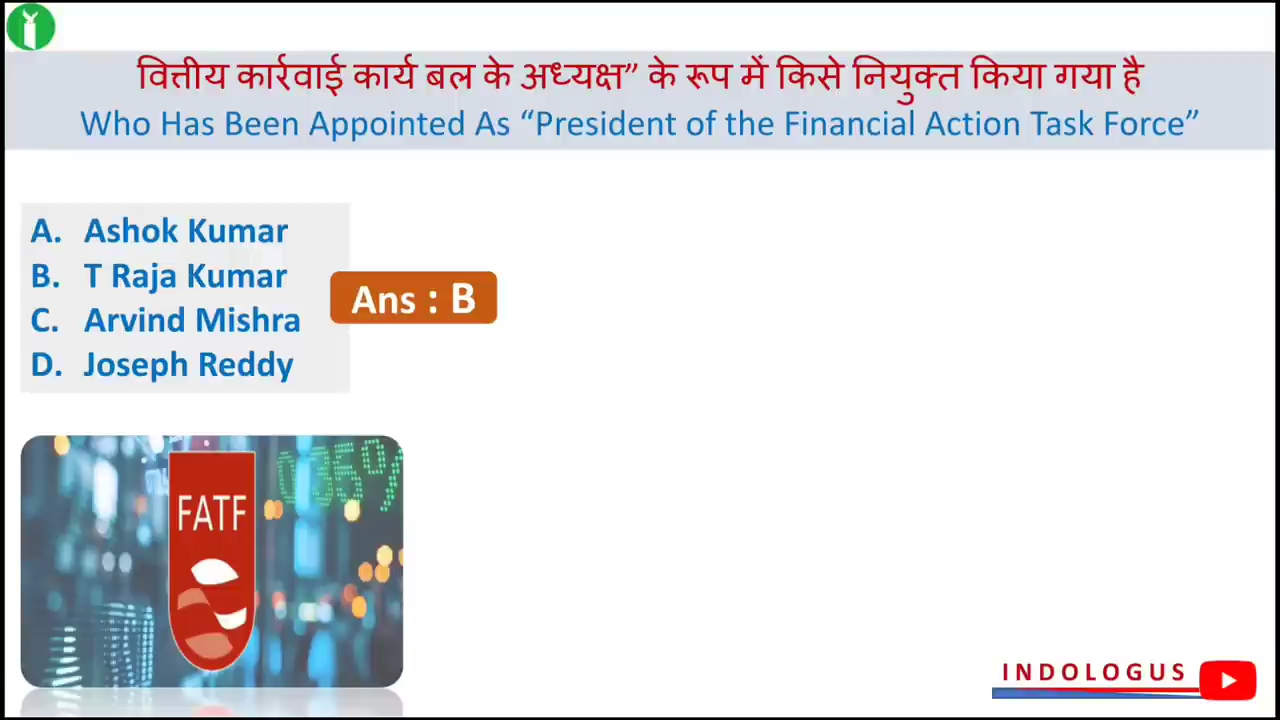 वित्तीय कार्रवाई कार्य बल के अध्यक्ष” के रूप में किसे नियुक्त किया गया है
Who Has Been Appointed As “President of the Financial Action Task Force”
A. Ashok Kumar
B. T Raja Kumar
C. Arvind Mishra
D. Joseph Reddy
Ans : B
FATF
INDOLOGUS